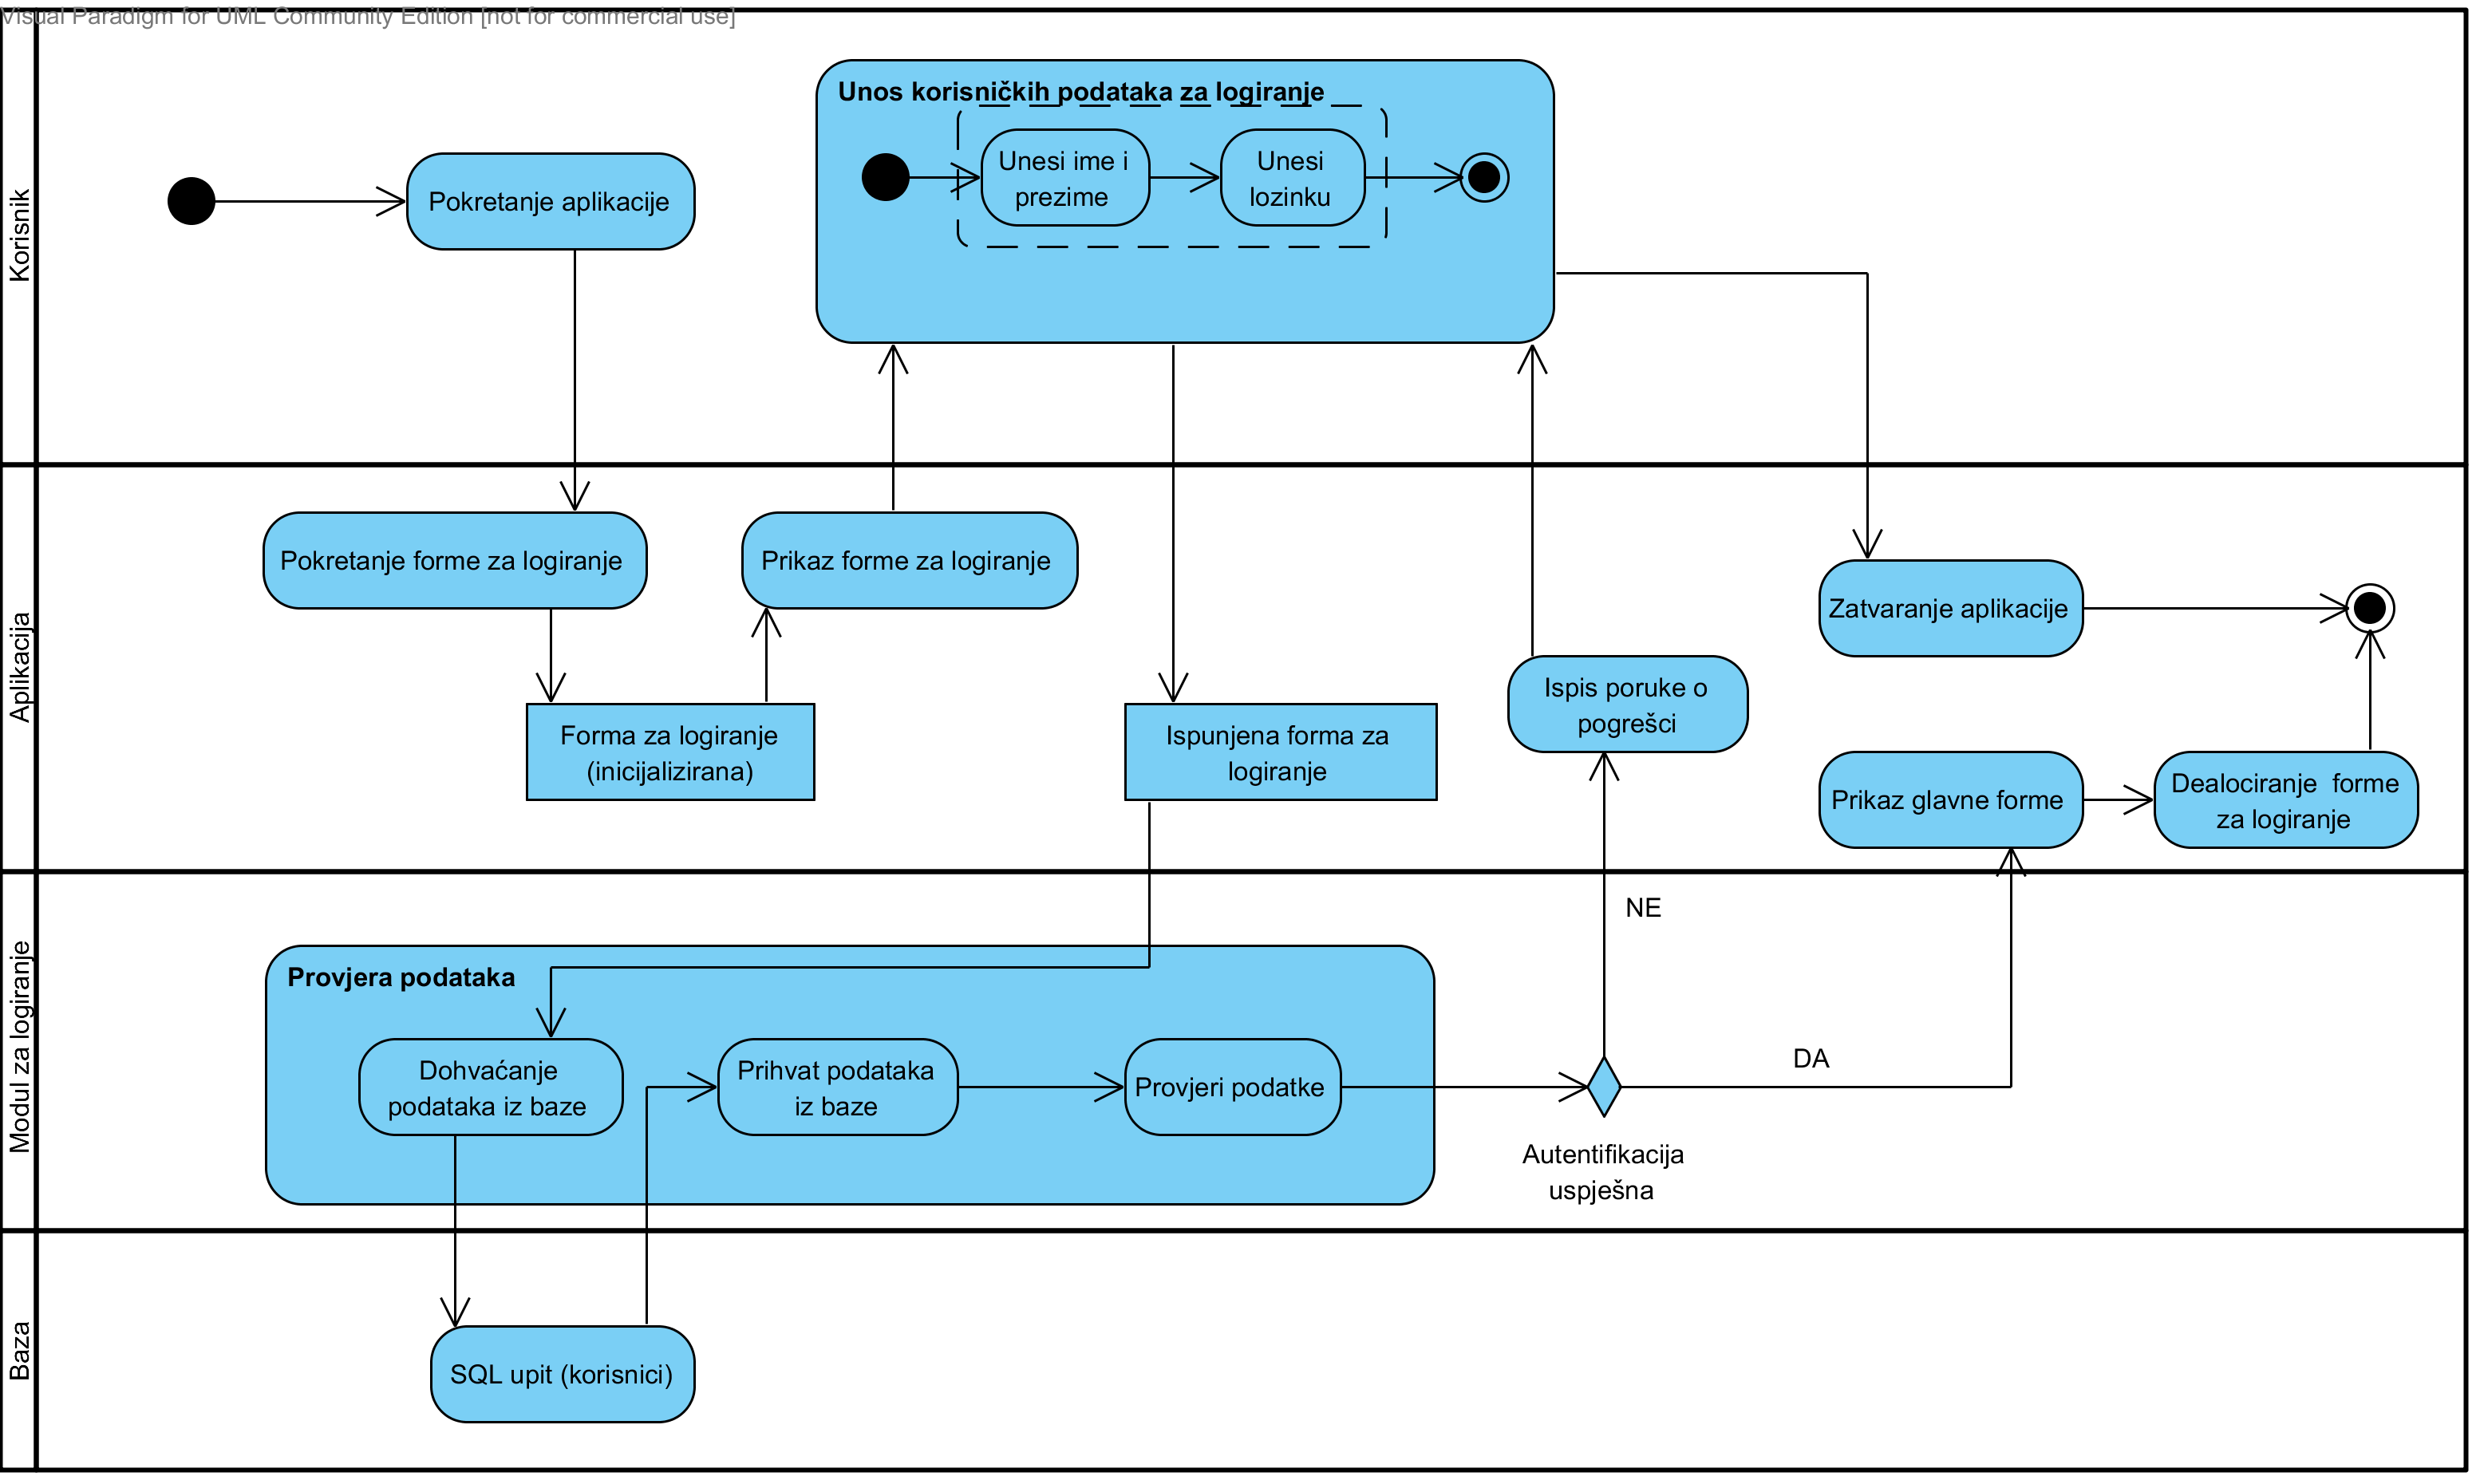 Visual Paradigm for UML Community Edition [not for commercial use]
Korisnik
Pokretanje aplikacije
Unos korisničkih podataka za logiranje
Unesi ime i
prezime
Unesi
lozinku
Aplikacija
Pokretanje forme za logiranje
Prikaz forme za logiranje
Zatvaranje aplikacije
Forma za logiranje
(inicijalizirana)
Ispunjena forma za
logiranje
Ispis poruke o
pogrešci
Prikaz glavne forme
Dealociranje  forme
za logiranje
Modul za logiranje
NE
Provjera podataka
DA
Dohvaćanje
podataka iz baze
Prihvat podataka
iz baze
Provjeri podatke
Autentifikacija
uspješna
Baza
SQL upit (korisnici)